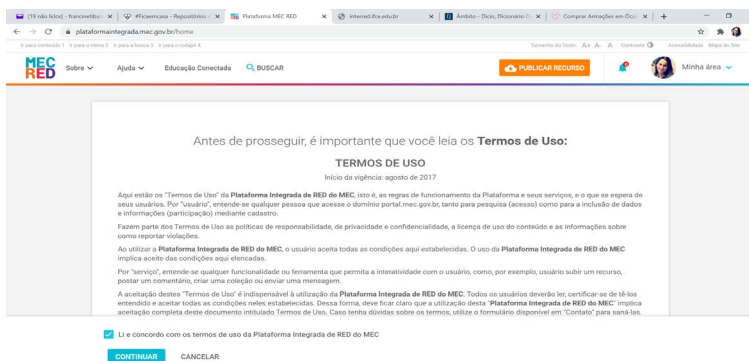 (19 não lidos) - francinetibas
#Ficaemcasa - Repositórios
Plataforma MEC RED
interred.ifce.edu.br
Âmbito - Dicio, Dicionário
Comprar Armações em Ócul
plataformaintegrada.mec.gov.br/home
Ir para conteúdo 1 Ir para o menu 2 Ir para a busca 3 Ir para o rodapé 4
Tamanho do Texto: A+ A- A Contraste Acessibilidade Mapa do Site
MEC RED
Sobre Ajuda Educação Conectada BUSCAR PUBLICAR RECURSO Minha área
Antes de prosseguir, é importante que você leia os Termos de Uso:
TERMOS DE USO
Início da vigência: agosto de 2017
Aqui estão os "Termos de Uso" da Plataforma Integrada de RED do MEC, isto é, as regras de funcionamento da Plataforma e seus serviços, e o que se espera de
seus usuários. Por "usuário", entende-se qualquer pessoa que acesse o domínio portal.mec.gov.br, tanto para pesquisa (acesso) como para a inclusão de dados
e informações (participação) mediante cadastro.
Fazem parte dos Termos de Uso as políticas de responsabilidade, de privacidade e confidencialidade, a licença de uso do conteúdo e as informações sobre
como reportar violações.
Ao utilizar a Plataforma Integrada de RED do MEC, o usuário aceita todas as condições aqui estabelecidas. O uso da Plataforma Integrada de RED do MEC
implica aceite das condições aqui elencadas.
Por "serviço", entende-se qualquer funcionalidade ou ferramenta que permita a interatividade com o usuário, como, por exemplo, usuário subir um recurso,
postar um comentário, criar uma coleção ou enviar uma mensagem.
A aceitação destes "Termos de Uso" é indispensável à utilização da Plataforma Integrada de RED do MEC. Todos os usuários deverão ler, certificar-se de tê-los
entendido e aceitar todas as condições neles estabelecidas. Dessa forma, deve ficar claro que a utilização desta "Plataforma Integrada de RED do MEC" implica
aceitação completa deste documento intitulado Termos de Uso. Caso tenha dúvidas sobre os termos, utilize o formulário disponível em "Contato" para saná-las.
Li e concordo com os termos de uso da Plataforma Integrada de RED do MEC
CONTINUAR CANCELAR